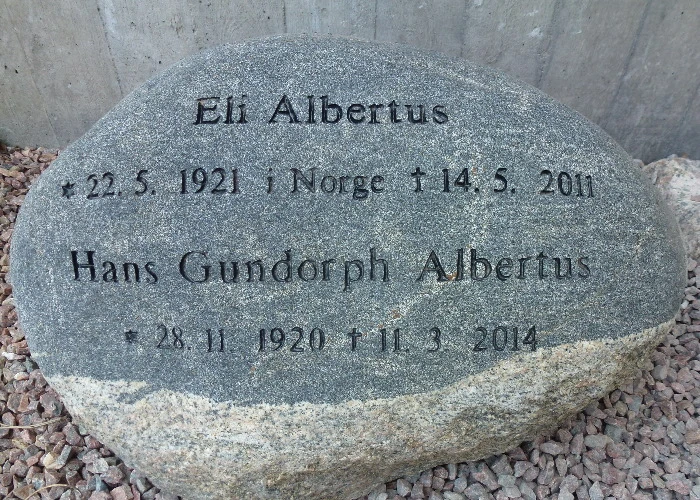 Eli Albertus
* 22. 5. 1921 i Norge † 14. 5. 2011
Hans Gundorph Albertus
* 28. 11. 1920 † 11. 3 2014